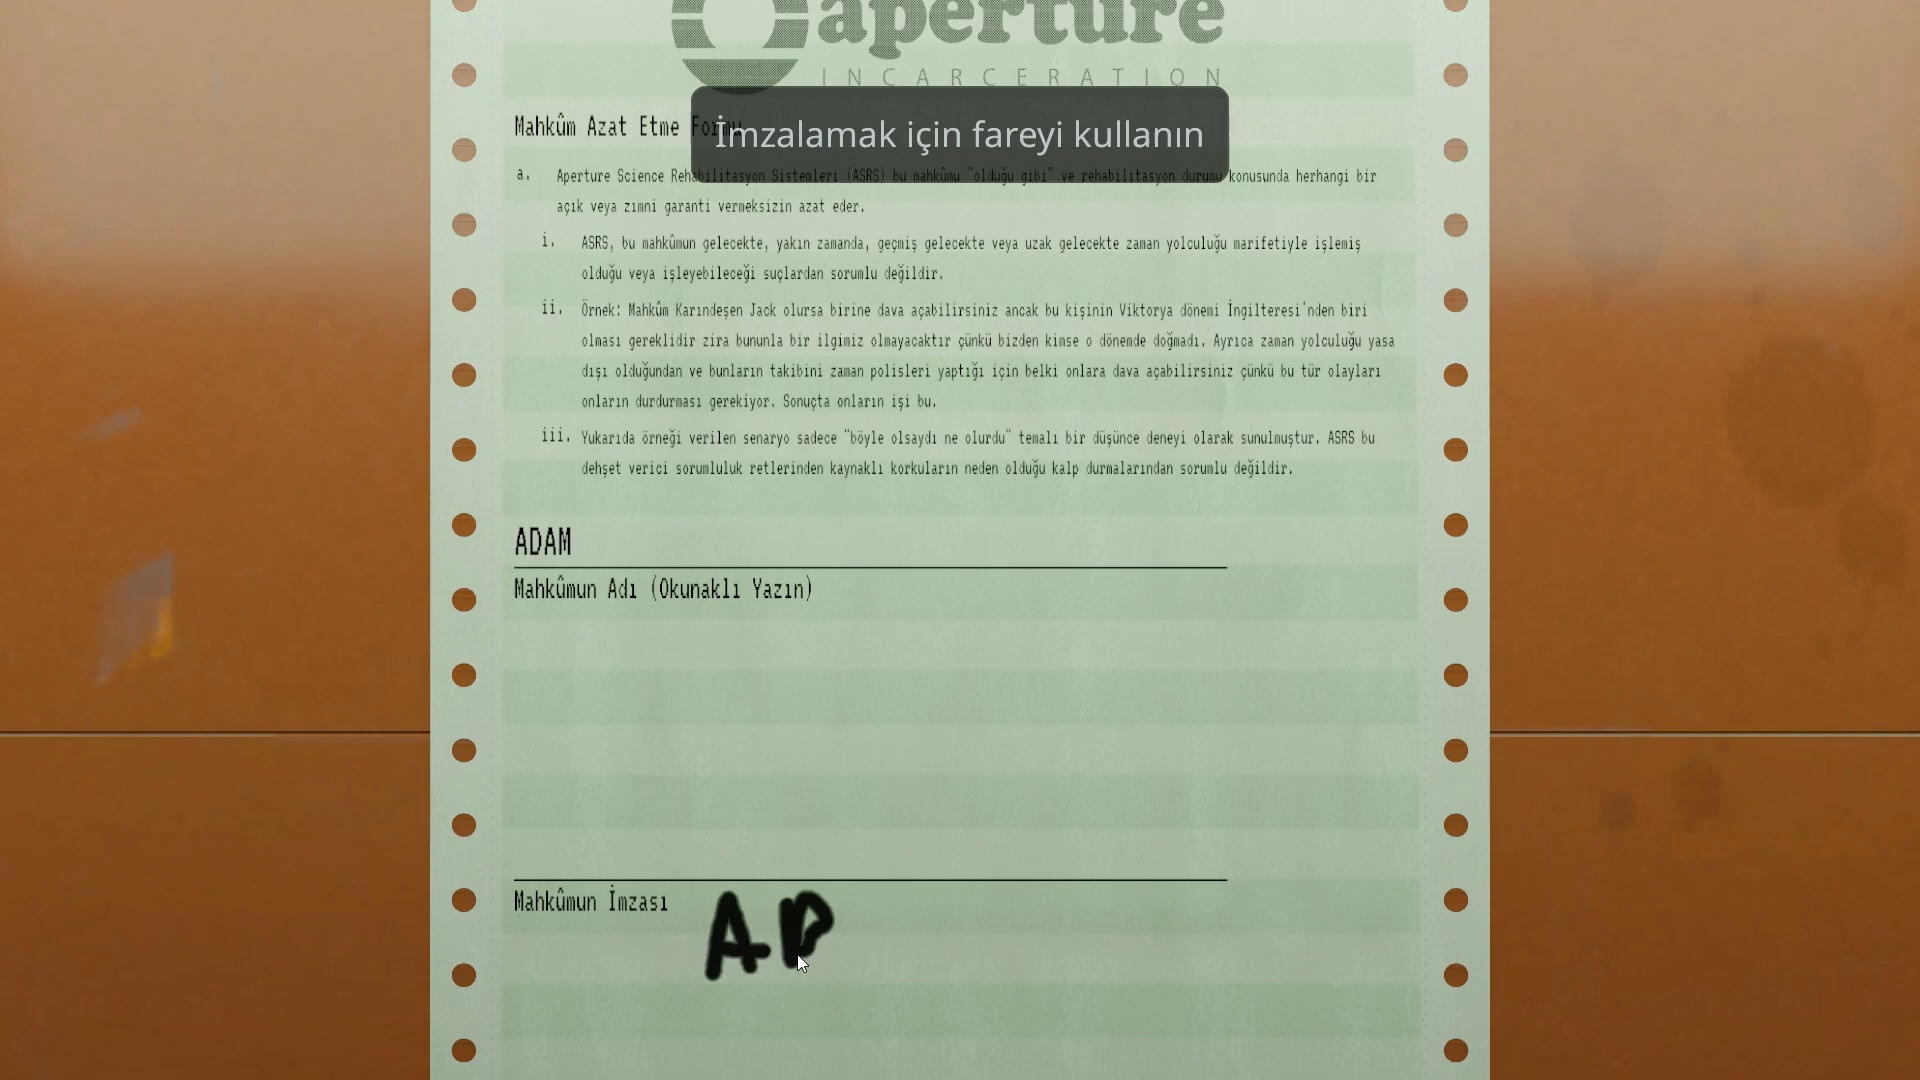 aperture
INCARCERATION
İmzalamak için fareyi kullanın
Mahkûm Azat Etme Formu
a. Aperture Science Rehabilitasyon Sistemleri (ASRS) bu mahkûmu "olduğu gibi" ve rehabilitasyon durumu konusunda herhangi bir
açık veya zımni garanti vermeksizin azat eder.
i. ASRS, bu mahkûmun gelecekte, yakın zamanda, geçmiş gelecekte veya uzak gelecekte zaman yolculuğu marifetiyle işlemiş
olduğu veya işleyebileceği suçlardan sorumlu değildir.
ii. Örnek: Mahkûm Karındeşen Jack olursa birine dava açabilirsiniz ancak bu kişinin Viktorya dönemi İngilteresi'nden biri
olması gereklidir zira bununla bir ilgimiz olmayacaktır çünkü bizden kimse o dönemde doğmadı. Ayrıca zaman yolculuğu yasa
dışı olduğundan ve bunların takibini zaman polisleri yaptığı için belki onlara dava açabilirsiniz çünkü bu tür olayları
onların durdurması gerekiyor. Sonuçta onların işi bu.
iii. Yukarıda örneği verilen senaryo sadece "böyle olsaydı ne olurdu" temalı bir düşünce deneyi olarak sunulmuştur. ASRS bu
dehşet verici sorumluluk retlerinden kaynaklı korkuların neden olduğu kalp durmalarından sorumlu değildir.
ADAM
Mahkûmun Adı (Okunaklı Yazın)
Mahkûmun İmzası
AD